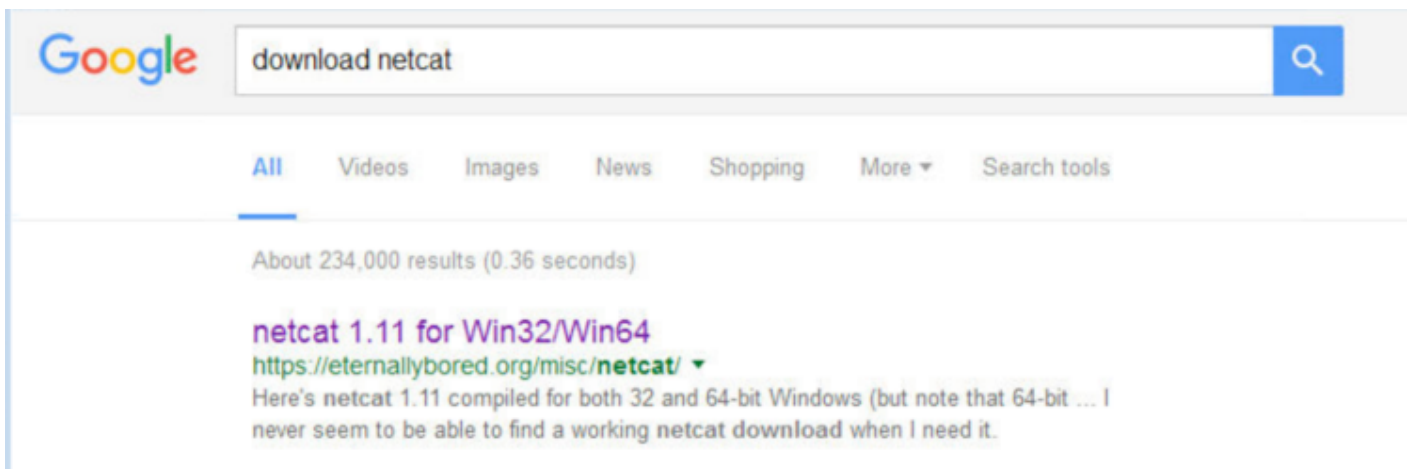 Google download netcat
All Videos Images News Shopping More Search tools
About 234,000 results (0.36 seconds)
netcat 1.11 for Win32/Win64
https://eternallybored.org/misc/netcat/
Here's netcat 1.11 compiled for both 32 and 64-bit Windows (but note that 64-bit ... I
never seem to be able to find a working netcat download when I need it.